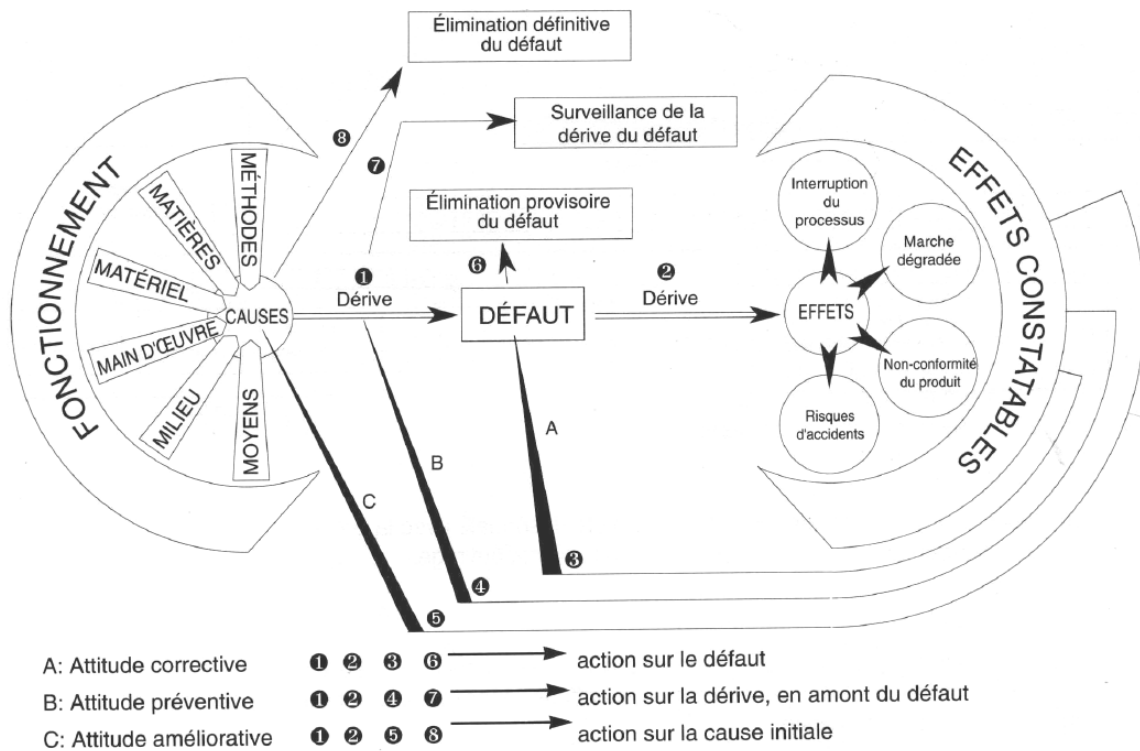 Élimination définitive
du défaut
❽
Surveillance de la
dérive du défaut
❼
Élimination provisoire
du défaut
❻
FONCTIONNEMENT
MÉTHODES
MATIÈRES
MATÉRIEL
MAIN D'ŒUVRE
MILIEU
MOYENS
CAUSES
❶
Dérive
DÉFAUT
❷
Dérive
EFFETS
Interruption
du
processus
Marche
dégradée
Non-conformité
du produit
Risques
d'accidents
EFFETS CONSTATABLES
A
B
C
❸
❹
❺
A: Attitude corrective ❶ ❷ ❸ ❻ action sur le défaut
B: Attitude préventive ❶ ❷ ❹ ❼ action sur la dérive, en amont du défaut
C: Attitude améliorative ❶ ❷ ❺ ❽ action sur la cause initiale